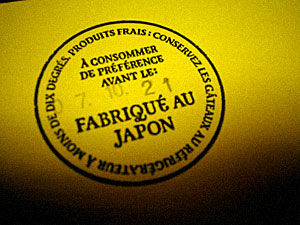 PRODUITS FRAIS : CONSERVEZ LES GÂTEAUX AU RÉFRIGÉRATEUR À MOINS DE DIX DEGRÉS,
À CONSOMMER
DE PRÉFÉRENCE
AVANT LE:
07.10.21
FABRIQUÉ AU
JAPON